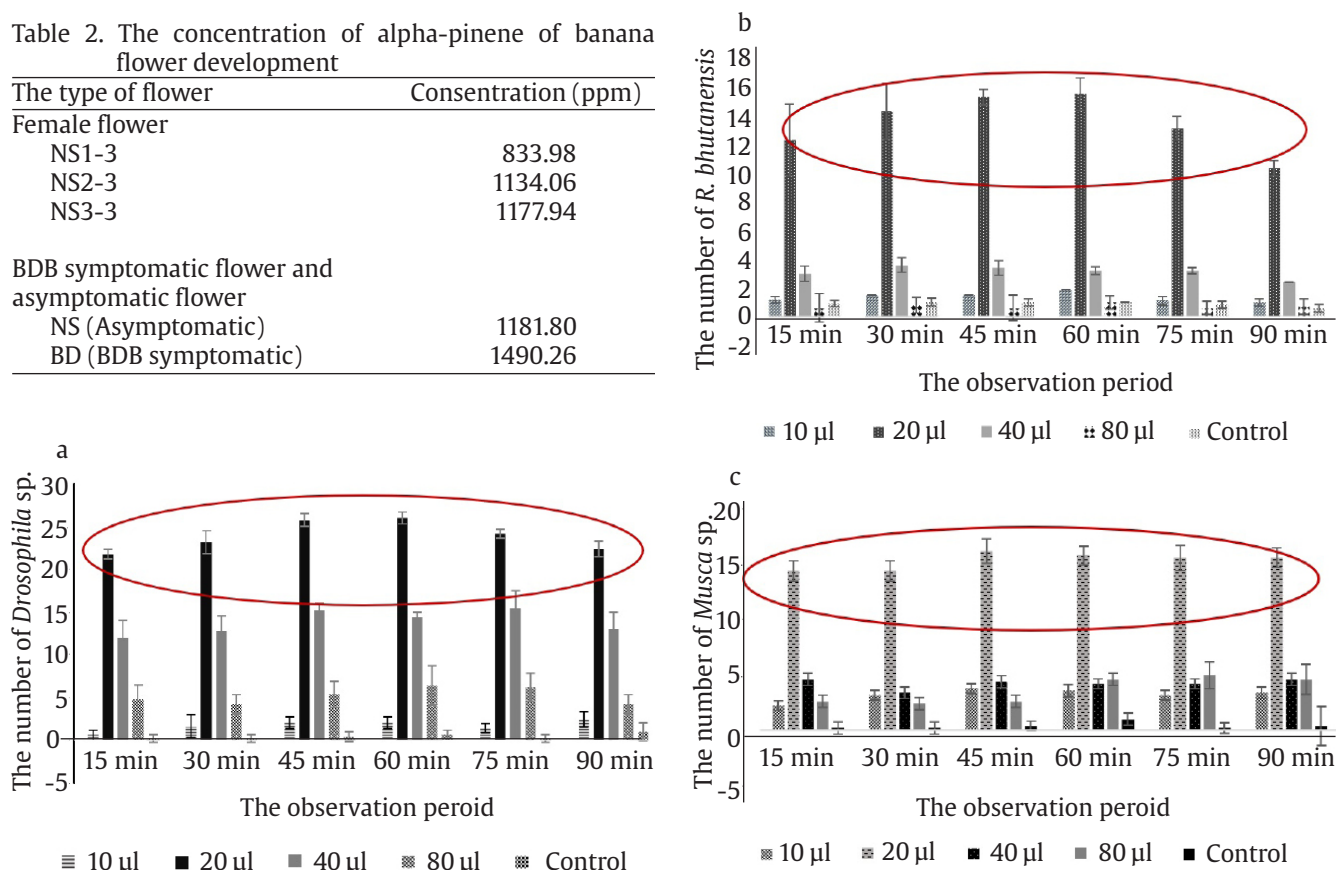 Table 2. The concentration of alpha-pinene of banana
flower development
The type of flower Consentration (ppm)
Female flower
NS1-3 833.98
NS2-3 1134.06
NS3-3 1177.94
BDB symptomatic flower and
asymptomatic flower
NS (Asymptomatic) 1181.80
BD (BDB symptomatic) 1490.26
b
The number of R. bhutanensis
18
16
14
12
10
8
6
4
2
0
-2
15 min 30 min 45 min 60 min 75 min 90 min
The observation period
10 µl 20 µl 40 µl 80 µl Control
a
The number of Drosophila sp.
30
25
20
15
10
5
0
-5
15 min 30 min 45 min 60 min 75 min 90 min
The observation peroid
10 ul 20 ul 40 ul 80 ul Control
c
The number of Musca sp.
20
15
10
5
0
-5
15 min 30 min 45 min 60 min 75 min 90 min
The observation period
10 µl 20 µl 40 µl 80 µl Control